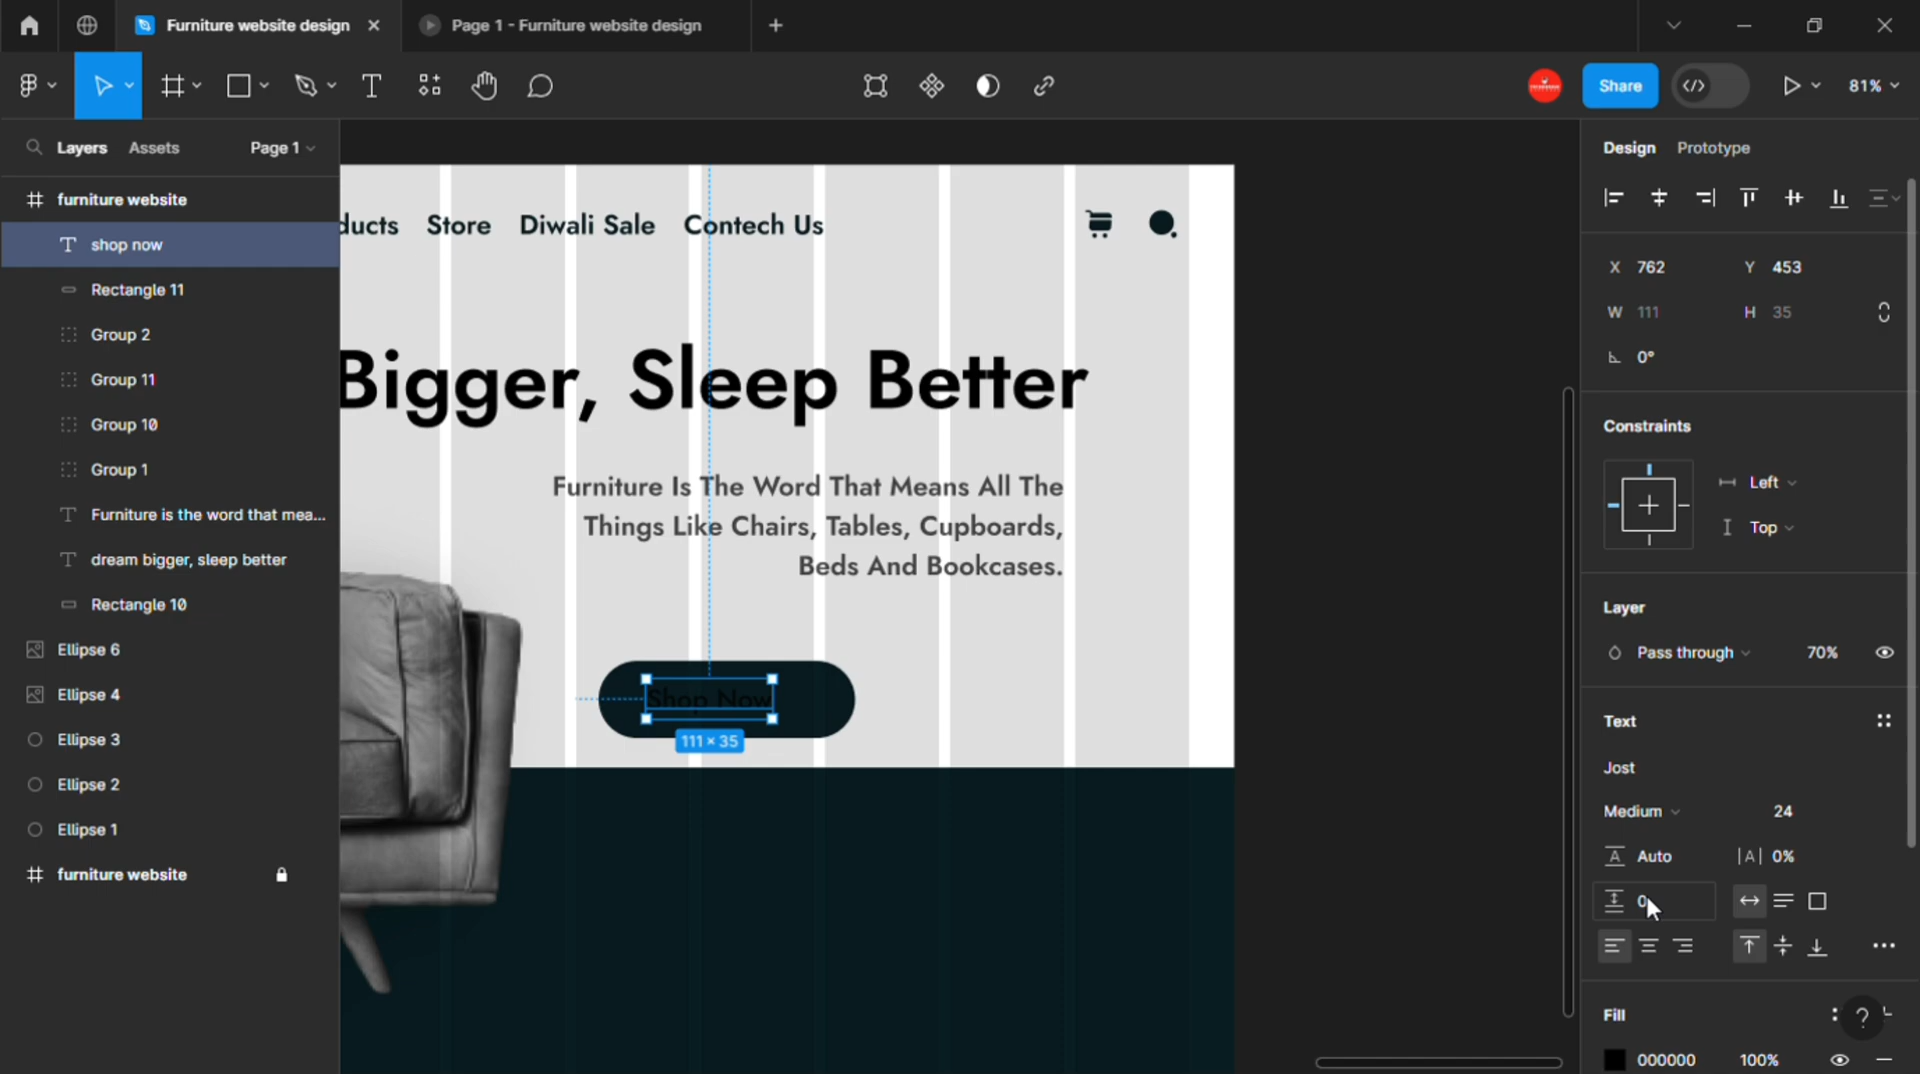 Furniture website design
Page 1 - Furniture website design
Share
81%
Layers
Assets
Page 1
furniture website
shop now
Rectangle 11
Group 2
Group 11
Group 10
Group 1
Furniture is the word that mea...
dream bigger, sleep better
Rectangle 10
Ellipse 6
Ellipse 4
Ellipse 3
Ellipse 2
Ellipse 1
furniture website
ducts
Store
Diwali Sale
Contech Us
Bigger, Sleep Better
Furniture Is The Word That Means All The
Things Like Chairs, Tables, Cupboards,
Beds And Bookcases.
Shop Now
111 × 35
Design
Prototype
X 762
Y 453
W 111
H 35
0°
Constraints
Left
Top
Layer
Pass through
70%
Text
Jost
Medium
24
Auto
|A| 0%
0
Fill
?
000000
100%